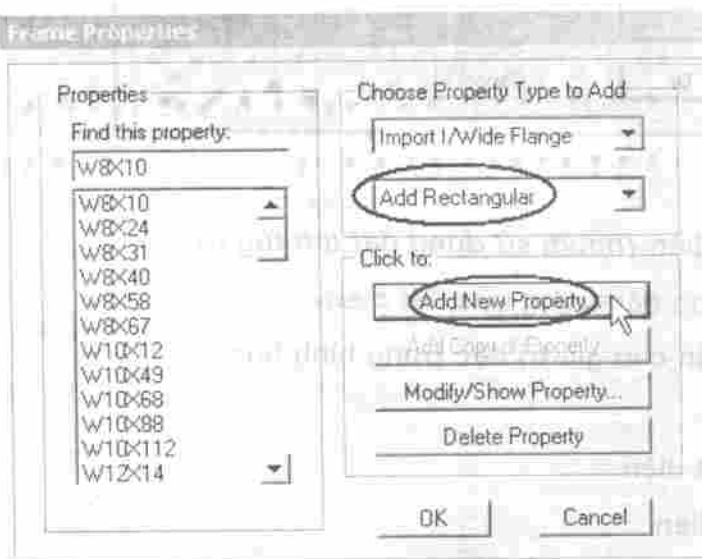 Frame Properties
Properties
Find this property:
W8X10
W8X10
W8X24
W8X31
W8X40
W8X58
W8X67
W10X12
W10X49
W10X68
W10X88
W10X112
W12X14
Choose Property Type to Add
Import I/Wide Flange
Add Rectangular
Click to:
Add New Property
Add Copy of Property
Modify/Show Property...
Delete Property
OK
Cancel